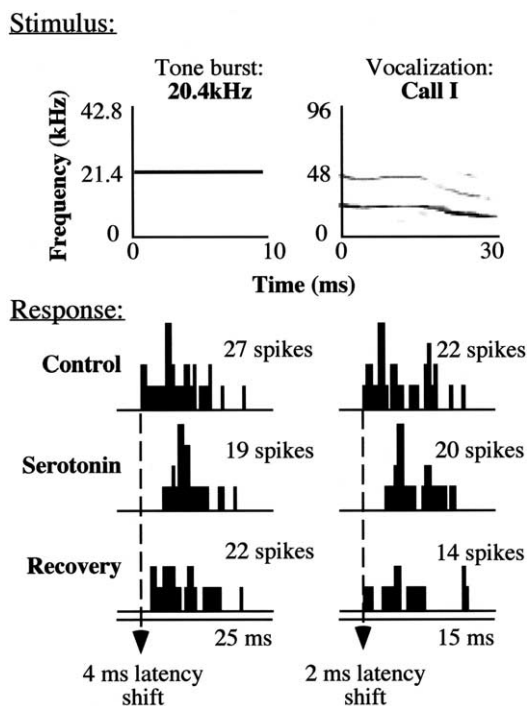 Stimulus:
Tone burst:
20.4kHz
Vocalization:
Call I
Frequency (kHz)
42.8
21.4
0
0
10
96
48
0
0
30
Time (ms)
Response:
Control
27 spikes
22 spikes
Serotonin
19 spikes
20 spikes
Recovery
22 spikes
14 spikes
25 ms
15 ms
4 ms latency
shift
2 ms latency
shift